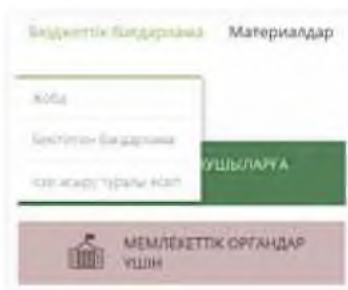 Бюджеттік бағдарлама Материалдар
Жоба
Бекітілген бағдарлама
Іске асыру туралы есеп
УШЫЛАРҒА
МЕМЛЕКЕТТІК ОРГАНДАР
ҮШІН